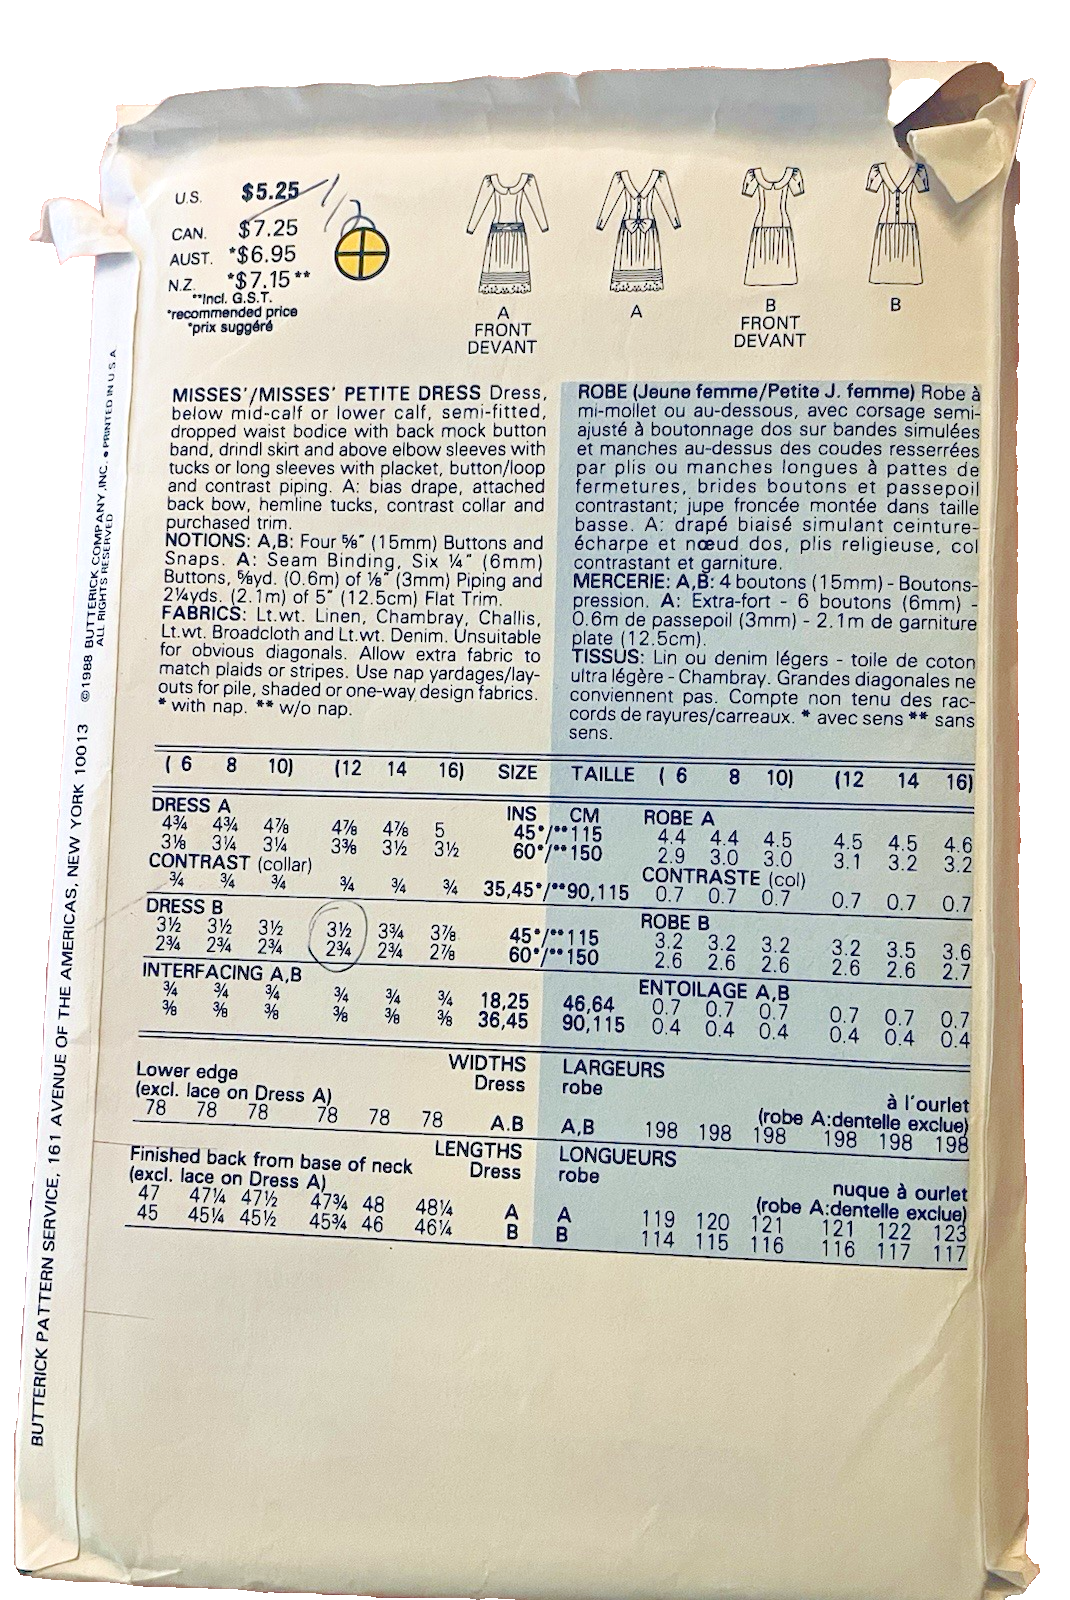 U.S. $5.25
CAN. $7.25
AUST. *$6.95
N.Z. *$7.15**
**Incl. G.S.T.
*recommended price
*prix suggéré
A
FRONT
DEVANT
A
B
FRONT
DEVANT
B
©1988 BUTTERICK COMPANY, INC. • PRINTED IN U S A
ALL RIGHTS RESERVED
BUTTERICK PATTERN SERVICE, 161 AVENUE OF THE AMERICAS, NEW YORK 10013
MISSES'/MISSES' PETITE DRESS Dress,
below mid-calf or lower calf, semi-fitted,
dropped waist bodice with back mock button
band, drindl skirt and above elbow sleeves with
tucks or long sleeves with placket, button/loop
and contrast piping. A: bias drape, attached
back bow, hemline tucks, contrast collar and
purchased trim.
NOTIONS: A,B: Four ⅝" (15mm) Buttons and
Snaps. A: Seam Binding, Six ¼" (6mm)
Buttons, ⅝yd. (0.6m) of ⅛" (3mm) Piping and
2¼yds. (2.1m) of 5" (12.5cm) Flat Trim.
FABRICS: Lt.wt. Linen, Chambray, Challis,
Lt.wt. Broadcloth and Lt.wt. Denim. Unsuitable
for obvious diagonals. Allow extra fabric to
match plaids or stripes. Use nap yardages/lay-
outs for pile, shaded or one-way design fabrics.
* with nap. ** w/o nap.
ROBE (Jeune femme/Petite J. femme) Robe à
mi-mollet ou au-dessous, avec corsage semi-
ajusté à boutonnage dos sur bandes simulées
et manches au-dessus des coudes resserrées
par plis ou manches longues à pattes de
fermetures, brides boutons et passepoil
contrastant; jupe froncée montée dans taille
basse. A: drapé biaisé simulant ceinture-
écharpe et nœud dos, plis religieuse, col
contrastant et garniture.
MERCERIE: A,B: 4 boutons (15mm) - Boutons-
pression. A: Extra-fort - 6 boutons (6mm) -
0.6m de passepoil (3mm) - 2.1m de garniture
plate (12.5cm).
TISSUS: Lin ou denim légers - toile de coton
ultra légère - Chambray. Grandes diagonales ne
conviennent pas. Compte non tenu des rac-
cords de rayures/carreaux. * avec sens ** sans
sens.
( 6 8 10) (12 14 16) SIZE TAILLE ( 6 8 10) (12 14 16)
DRESS A INS CM ROBE A
4¾ 4¾ 4⅞ 4⅞ 4⅞ 5 45*/**115 4.4 4.4 4.5 4.5 4.5 4.6
3⅛ 3¼ 3¼ 3⅜ 3½ 3½ 60*/**150 2.9 3.0 3.0 3.1 3.2 3.2
CONTRAST (collar) CONTRASTE (col)
¾ ¾ ¾ ¾ ¾ ¾ 35,45*/**90,115 0.7 0.7 0.7 0.7 0.7 0.7
DRESS B ROBE B
3½ 3½ 3½ 3½ 3¾ 3⅞ 45*/**115 3.2 3.2 3.2 3.2 3.5 3.6
2¾ 2¾ 2¾ 2¾ 2¾ 2⅞ 60*/**150 2.6 2.6 2.6 2.6 2.6 2.7
INTERFACING A,B ENTOILAGE A,B
¾ ¾ ¾ ¾ ¾ ¾ 18,25 46,64 0.7 0.7 0.7 0.7 0.7 0.7
⅜ ⅜ ⅜ ⅜ ⅜ ⅜ 36,45 90,115 0.4 0.4 0.4 0.4 0.4 0.4
WIDTHS LARGEURS
Lower edge Dress robe à l'ourlet
(excl. lace on Dress A) (robe A:dentelle exclue)
78 78 78 78 78 78 A.B A,B 198 198 198 198 198 198
LENGTHS LONGUEURS
Finished back from base of neck Dress robe nuque à ourlet
(excl. lace on Dress A) (robe A:dentelle exclue)
47 47¼ 47½ 47¾ 48 48¼ A A 119 120 121 121 122 123
45 45¼ 45½ 45¾ 46 46¼ B B 114 115 116 116 117 117